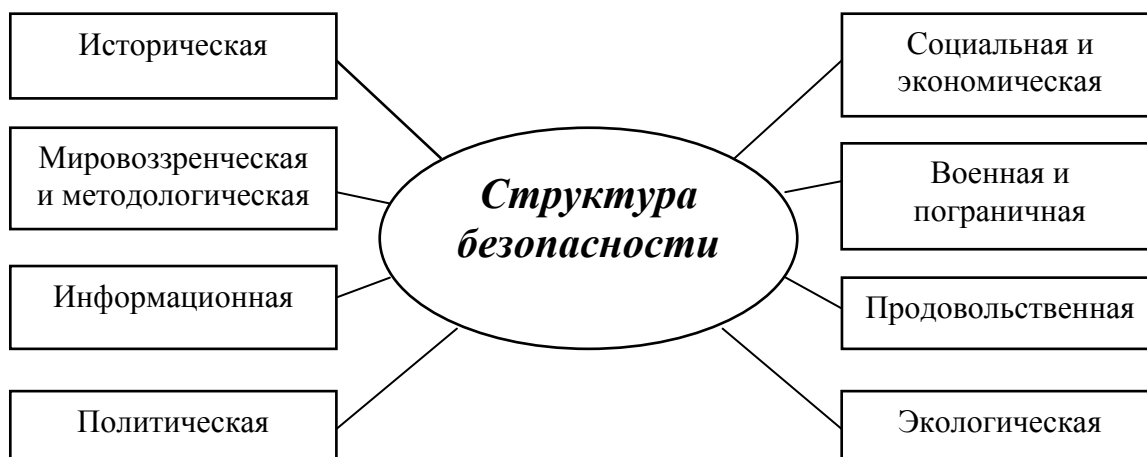 Историческая
Мировоззренческая
и методологическая
Информационная
Политическая
Структура
безопасности
Социальная и
экономическая
Военная и
пограничная
Продовольственная
Экологическая